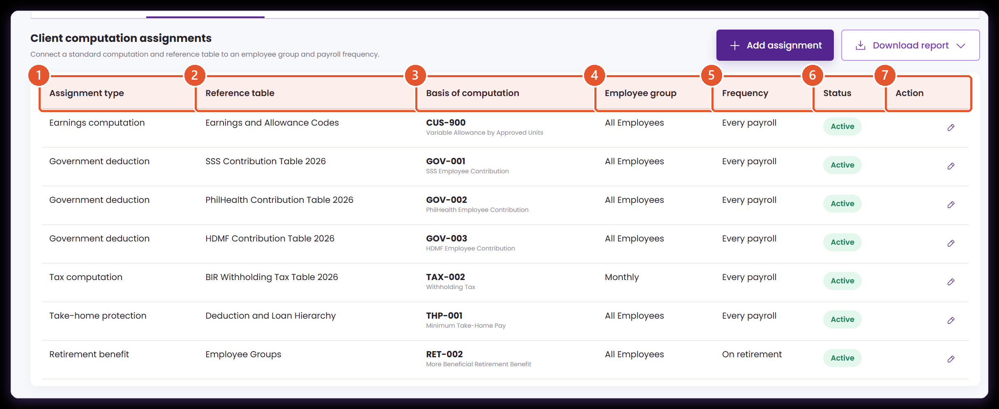 Client computation assignments
Connect a standard computation and reference table to an employee group and payroll frequency.
Add assignment
Download report
1 2 3 4 5 6 7
Assignment type Reference table Basis of computation Employee group Frequency Status Action
Earnings computation Earnings and Allowance Codes CUS-900 All Employees Every payroll Active
Variable Allowance by Approved Units
Government deduction SSS Contribution Table 2026 GOV-001 All Employees Every payroll Active
SSS Employee Contribution
Government deduction PhilHealth Contribution Table 2026 GOV-002 All Employees Every payroll Active
PhilHealth Employee Contribution
Government deduction HDMF Contribution Table 2026 GOV-003 All Employees Every payroll Active
HDMF Employee Contribution
Tax computation BIR Withholding Tax Table 2026 TAX-002 Monthly Every payroll Active
Withholding Tax
Take-home protection Deduction and Loan Hierarchy THP-001 All Employees Every payroll Active
Minimum Take-Home Pay
Retirement benefit Employee Groups RET-002 All Employees On retirement Active
More Beneficial Retirement Benefit